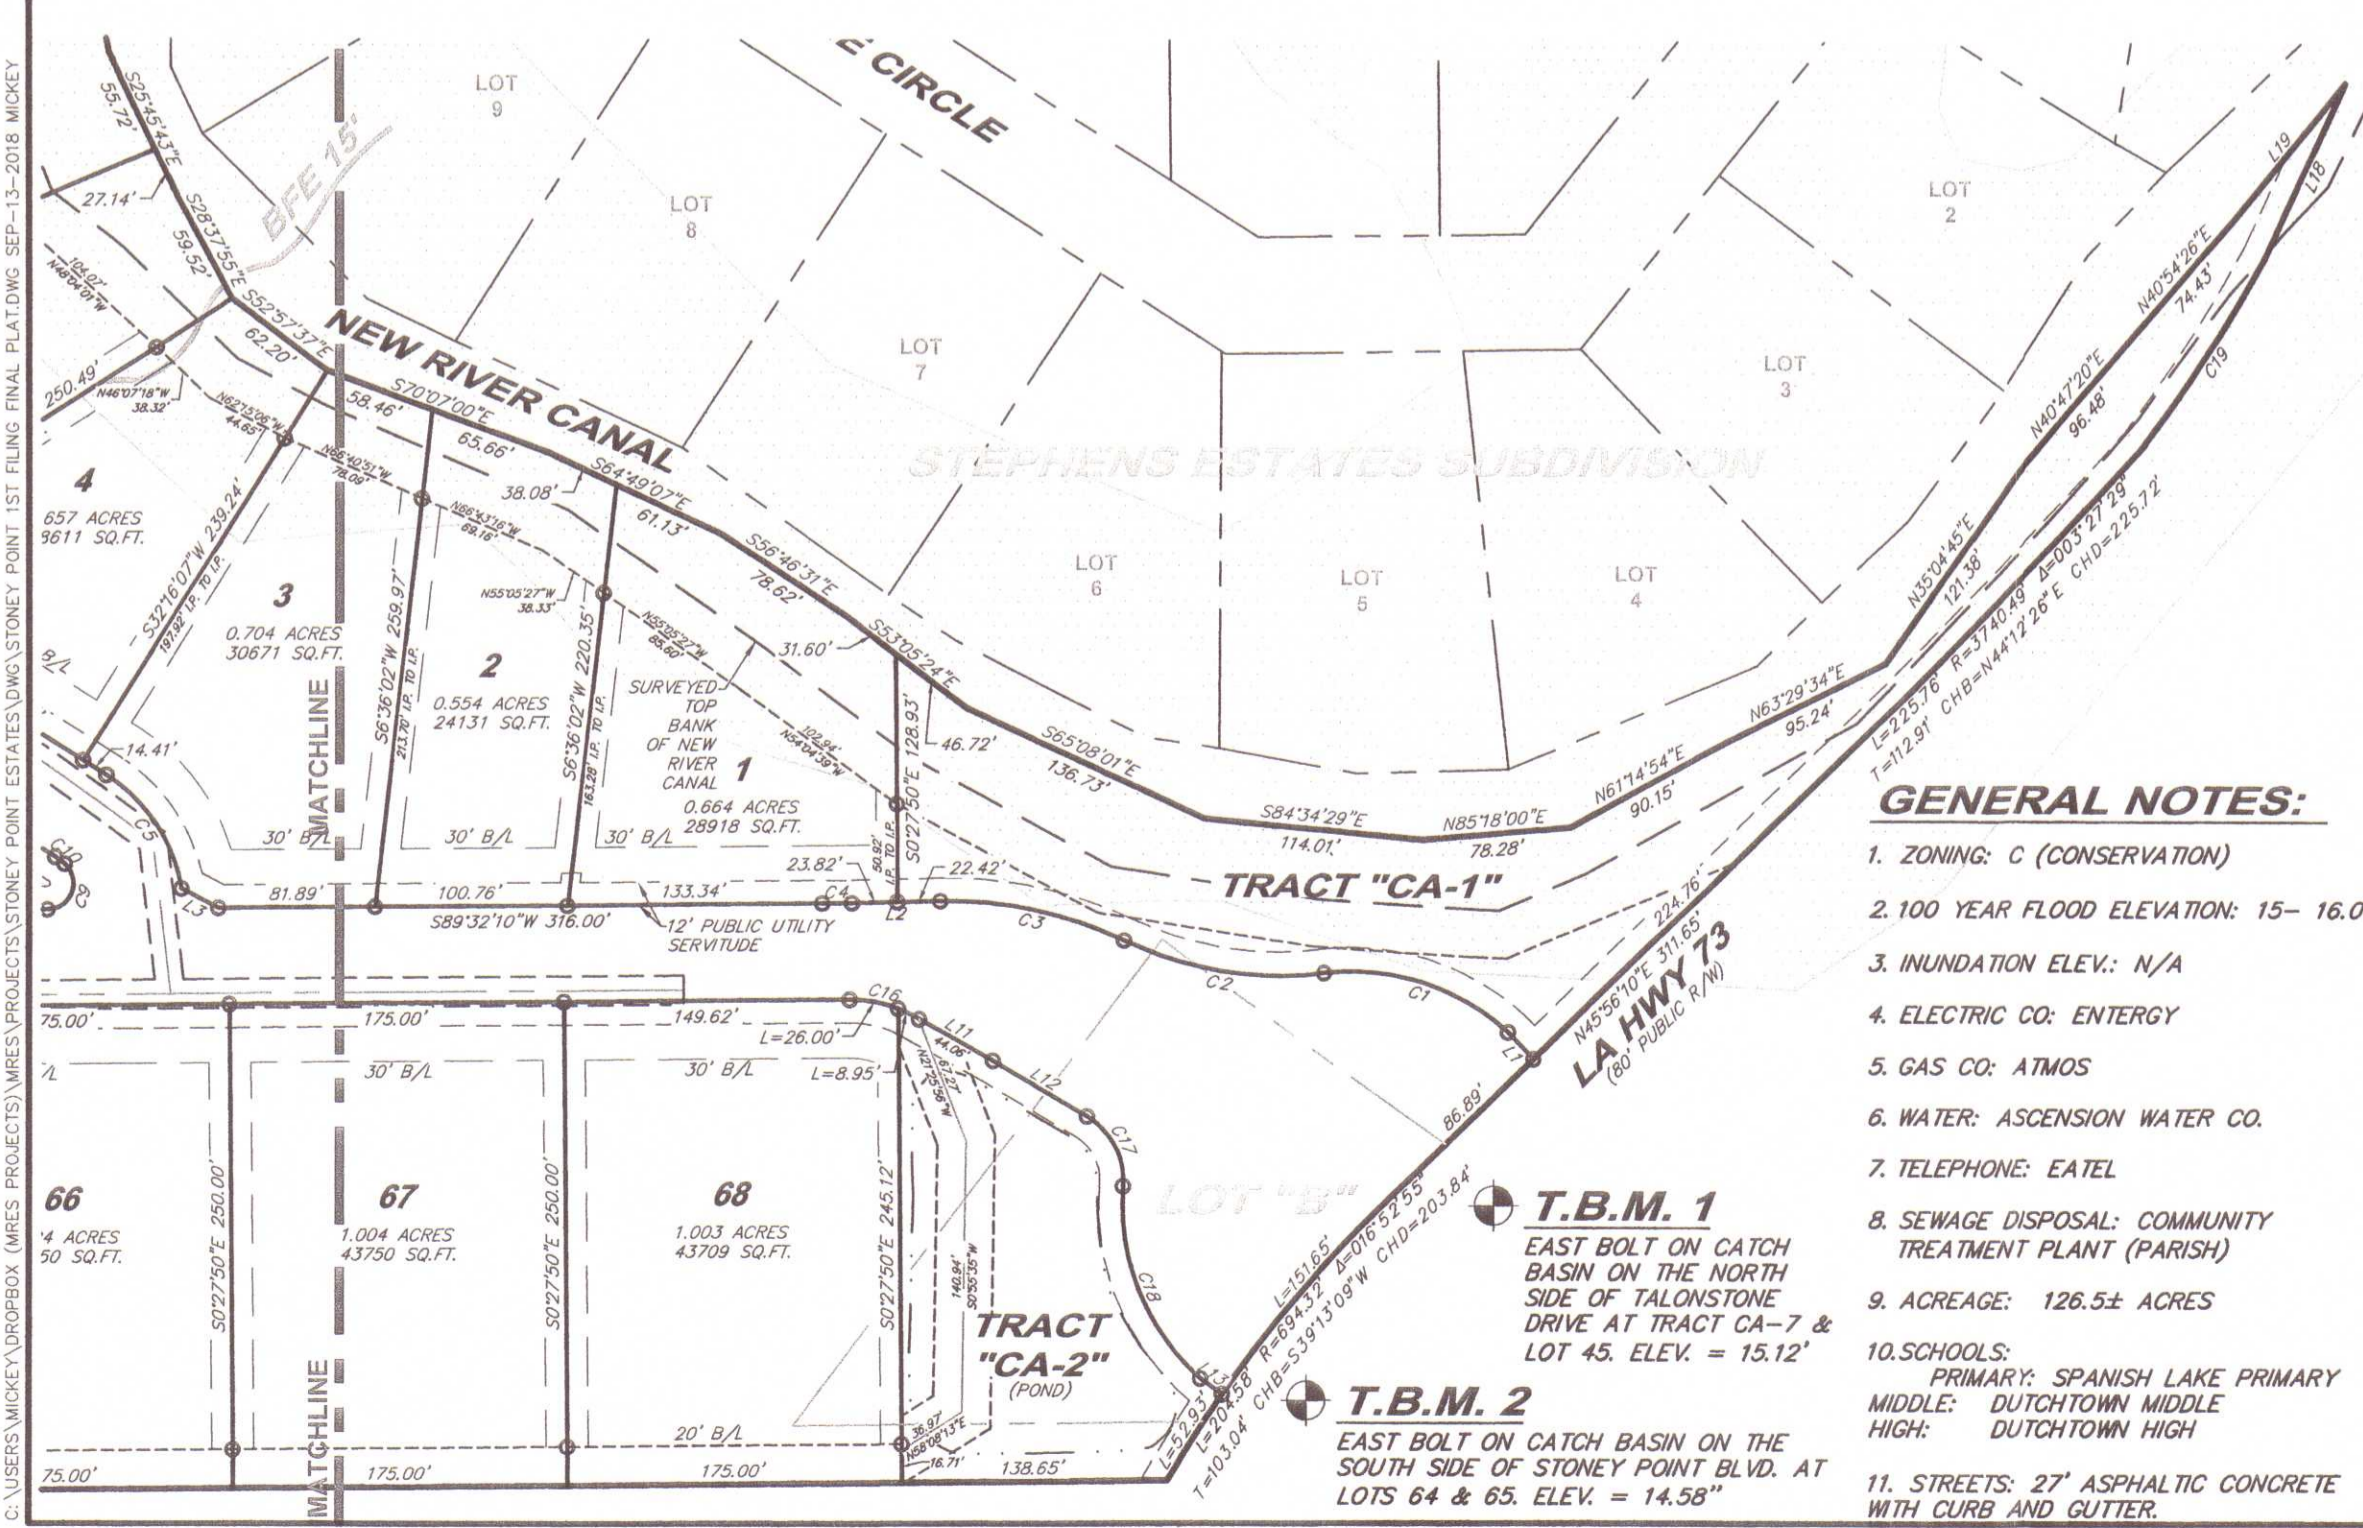 C:\USERS\MICKEY\DROPBOX (MRES PROJECTS)\MRES\PROJECTS\STONEY POINT ESTATES\DWG\STONEY POINT 1ST FILING FINAL PLAT.DWG SEP-13-2018 MICKEY
S25°45'43"E
55.72'
27.14'
S28°37'55"E
59.52'
BFE 15'
104.07'
N48°04'01"W
250.49'
N46°07'18"W
38.32'
S52°57'37"E
62.20'
N62°15'06"W
44.65'
NEW RIVER CANAL
S70°07'00"E
58.46'
65.66'
N66°40'51"W
78.09'
38.08'
S64°49'07"E
61.13'
N66°43'16"W
69.16'
N55°05'27"W
38.33'
N55°05'27"W
85.60'
S56°46'31"E
78.62'
31.60'
S53°05'24"E
46.72'
102.94'
N54°04'39"W
S65°08'01"E
136.73'
S84°34'29"E
114.01'
N85°18'00"E
78.28'
N61°14'54"E
90.15'
N63°29'34"E
95.24'
N35°04'45"E
121.38'
N40°47'20"E
96.48'
N40°54'26"E
74.43'
L19
L18
C19
E CIRCLE
LOT
9
LOT
8
LOT
7
LOT
6
LOT
5
LOT
4
LOT
3
LOT
2
STEPHENS ESTATES SUBDIVISION
4
657 ACRES
8611 SQ.FT.
S32°16'07"W 239.24'
197.92' I.P. TO I.P.
3
0.704 ACRES
30671 SQ.FT.
B/L
S6°36'02"W 259.97'
213.70' I.P. TO I.P.
2
0.554 ACRES
24131 SQ.FT.
S6°36'02"W 220.35'
163.28' I.P. TO I.P.
SURVEYED
TOP
BANK
OF NEW
RIVER
CANAL
1
0.664 ACRES
28918 SQ.FT.
50.92'
I.P. TO I.P.
S0°27'50"E 128.93'
MATCHLINE
14.41'
C5
C10
C9
L3
30' B/L
30' B/L
30' B/L
81.89'
100.76'
133.34'
23.82'
C4
L2
22.42'
S89°32'10"W 316.00'
12' PUBLIC UTILITY
SERVITUDE
C3
C2
C1
L1
TRACT "CA-1"
224.76'
N45°56'10"E 311.65'
LA HWY 73
(80' PUBLIC R/W)
L=225.76' R=3740.49' Δ=003°27'29"
T=112.91' CHB=N44°12'26"E CHD=225.72'
86.89'
75.00'
175.00'
149.62'
C16
L=26.00'
L=8.95'
L11
44.06'
67.27'
N21°25'56"W
L12
C17
C18
L13
/L
30' B/L
30' B/L
66
'4 ACRES
50 SQ.FT.
S0°27'50"E 250.00'
67
1.004 ACRES
43750 SQ.FT.
S0°27'50"E 250.00'
68
1.003 ACRES
43709 SQ.FT.
S0°27'50"E 245.12'
140.94'
S0°55'35"W
TRACT
"CA-2"
(POND)
LOT "B"
L=151.65'
R=694.32' Δ=016°52'55"
L=52.93'
L=204.58'
T=103.04' CHB=S39°13'09"W CHD=203.84'
20' B/L
36.97'
N58°08'13"E
16.71'
138.65'
75.00'
MATCHLINE
175.00'
175.00'
T.B.M. 1
EAST BOLT ON CATCH
BASIN ON THE NORTH
SIDE OF TALONSTONE
DRIVE AT TRACT CA-7 &
LOT 45. ELEV. = 15.12'
T.B.M. 2
EAST BOLT ON CATCH BASIN ON THE
SOUTH SIDE OF STONEY POINT BLVD. AT
LOTS 64 & 65. ELEV. = 14.58"
GENERAL NOTES:
1. ZONING: C (CONSERVATION)
2. 100 YEAR FLOOD ELEVATION: 15- 16.0
3. INUNDATION ELEV.: N/A
4. ELECTRIC CO: ENTERGY
5. GAS CO: ATMOS
6. WATER: ASCENSION WATER CO.
7. TELEPHONE: EATEL
8. SEWAGE DISPOSAL: COMMUNITY
TREATMENT PLANT (PARISH)
9. ACREAGE: 126.5± ACRES
10.SCHOOLS:
PRIMARY: SPANISH LAKE PRIMARY
MIDDLE: DUTCHTOWN MIDDLE
HIGH: DUTCHTOWN HIGH
11. STREETS: 27' ASPHALTIC CONCRETE
WITH CURB AND GUTTER.